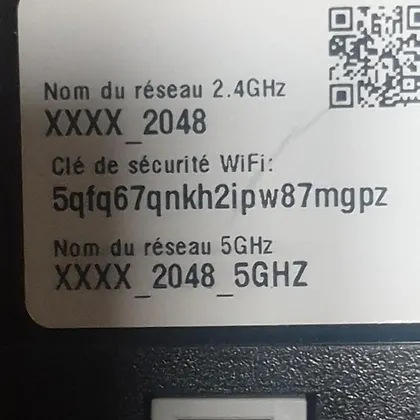 Nom du réseau 2.4GHz
XXXX_2048
Clé de sécurité WiFi:
5qfq67qnkh2ipw87mgpz
Nom du réseau 5GHz
XXXX_2048_5GHZ